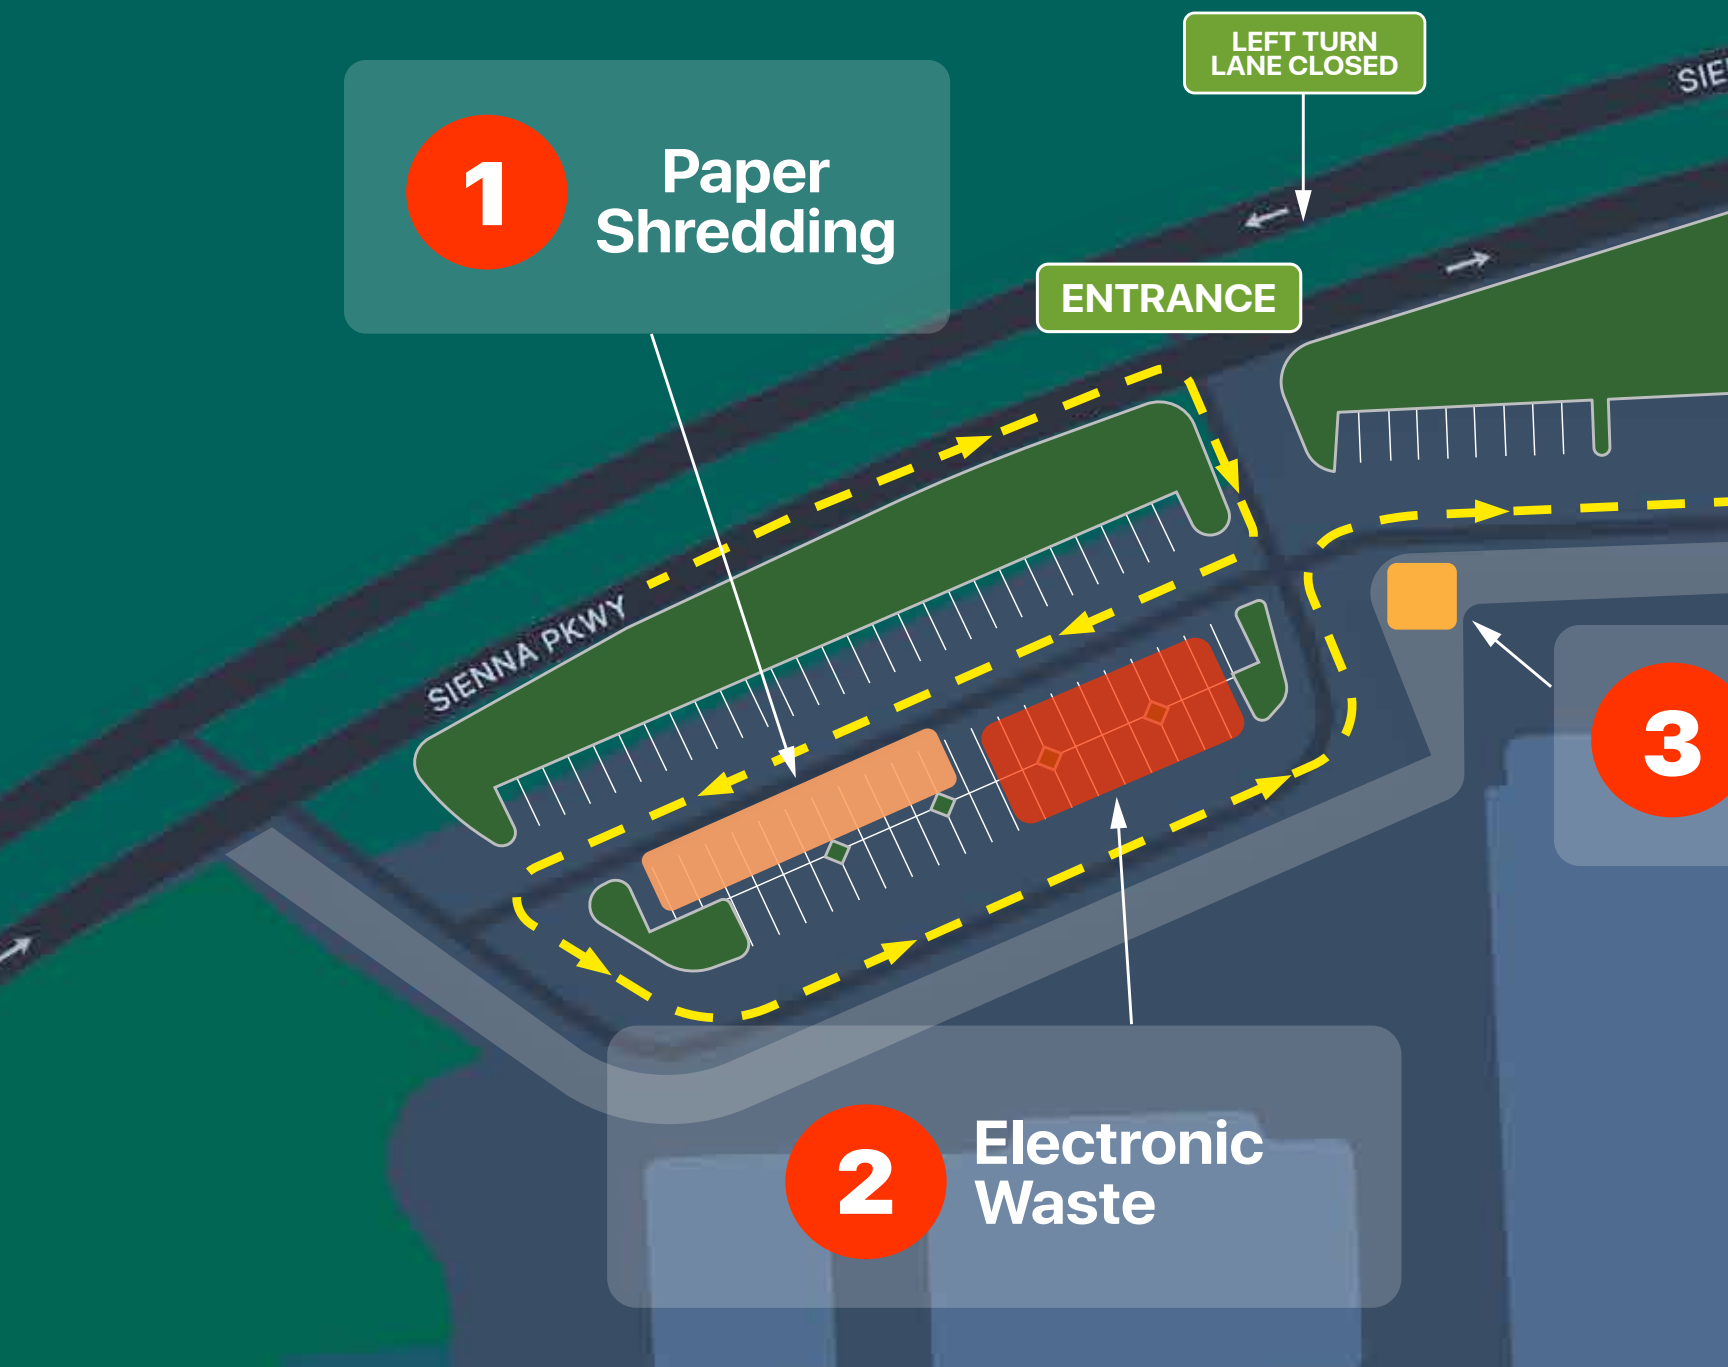 LEFT TURN
LANE CLOSED
1
Paper
Shredding
ENTRANCE
SIENNA PKWY
3
2
Electronic
Waste